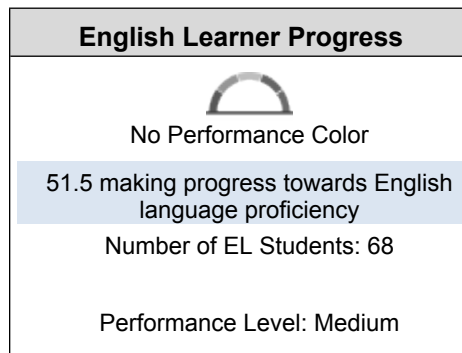 English Learner Progress
No Performance Color
51.5 making progress towards English
language proficiency
Number of EL Students: 68
Performance Level: Medium